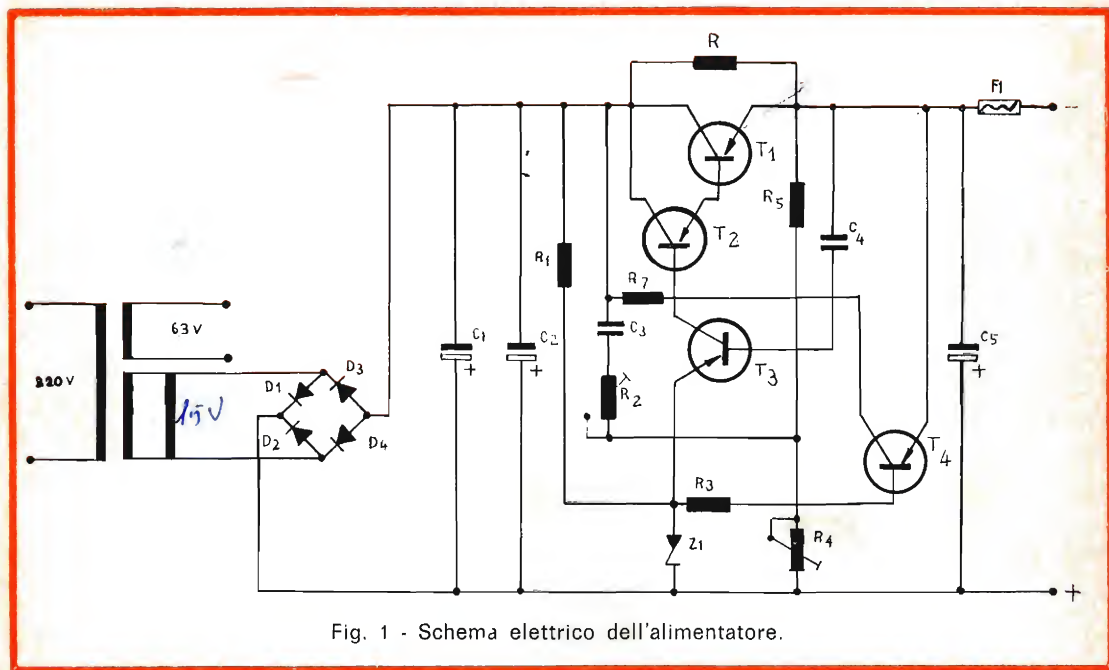 R
F1
-
T1
R5
C4
T2
R1
R7
C3
C1
C2
C5
63V
+
+
+
T3
D1
D3
R2
220V
15V
D2
D4
T4
R3
Z1
R4
+
Fig. 1 - Schema elettrico dell'alimentatore.